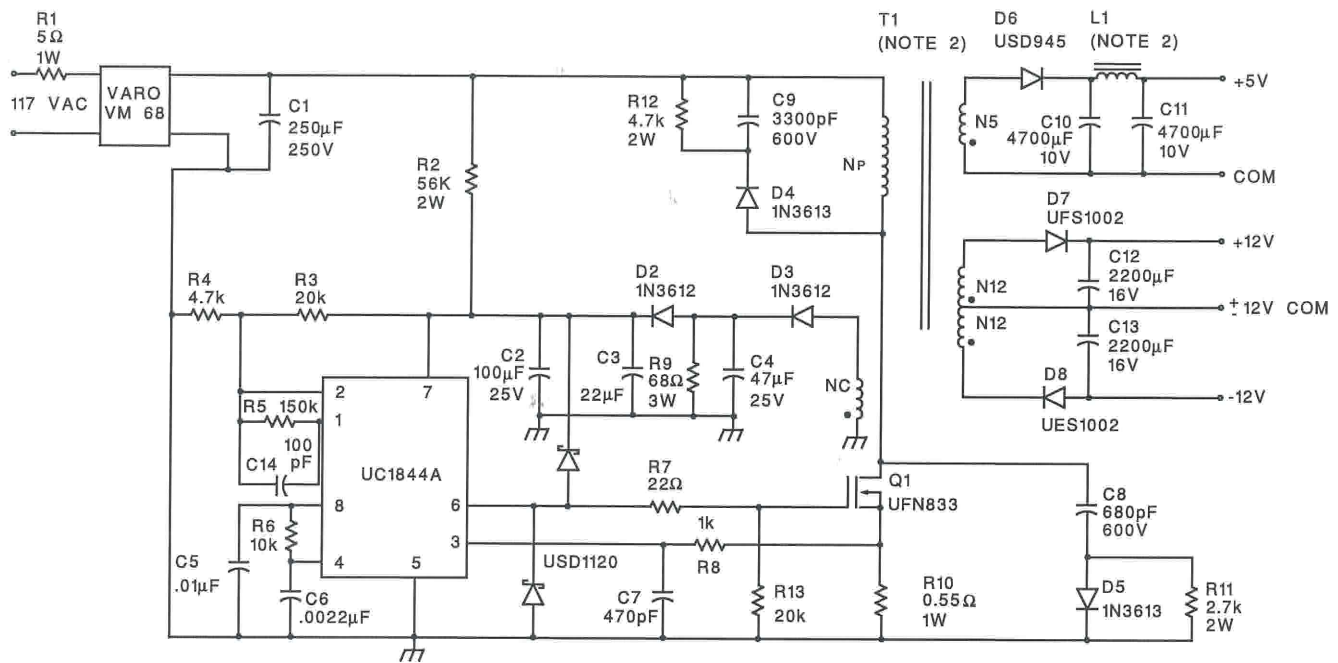 R1
5Ω
1W
117 VAC
VARO
VM 68
C1
250µF
250V
R2
56K
2W
R12
4.7k
2W
C9
3300pF
600V
D4
1N3613
NP
T1
(NOTE 2)
D6
USD945
L1
(NOTE 2)
+5V
N5
C10
4700µF
10V
C11
4700µF
10V
COM
D7
UFS1002
+12V
N12
N12
C12
2200µF
16V
+
-
12V COM
C13
2200µF
16V
D8
UES1002
-12V
R4
4.7k
R3
20k
D2
1N3612
D3
1N3612
C2
100µF
25V
C3
22µF
R9
68Ω
3W
C4
47µF
25V
NC
2
7
R5
150k
1
100
pF
C14
UC1844A
8
6
R6
10k
3
4
5
C5
.01µF
C6
.0022µF
USD1120
R7
22Ω
1k
R8
C7
470pF
R13
20k
Q1
UFN833
R10
0.55Ω
1W
C8
680pF
600V
D5
1N3613
R11
2.7k
2W